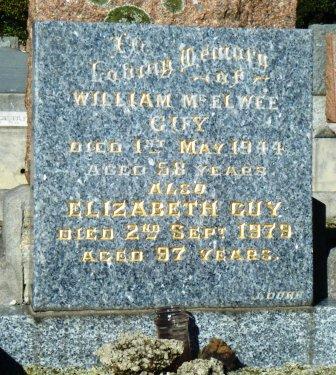 In
Loving Memory
OF
WILLIAM McELWEE
GUY
DIED 1ST MAY 1944
AGED 58 YEARS.
ALSO
ELIZABETH GUY
DIED 2ND SEPT 1979
AGED 97 YEARS.